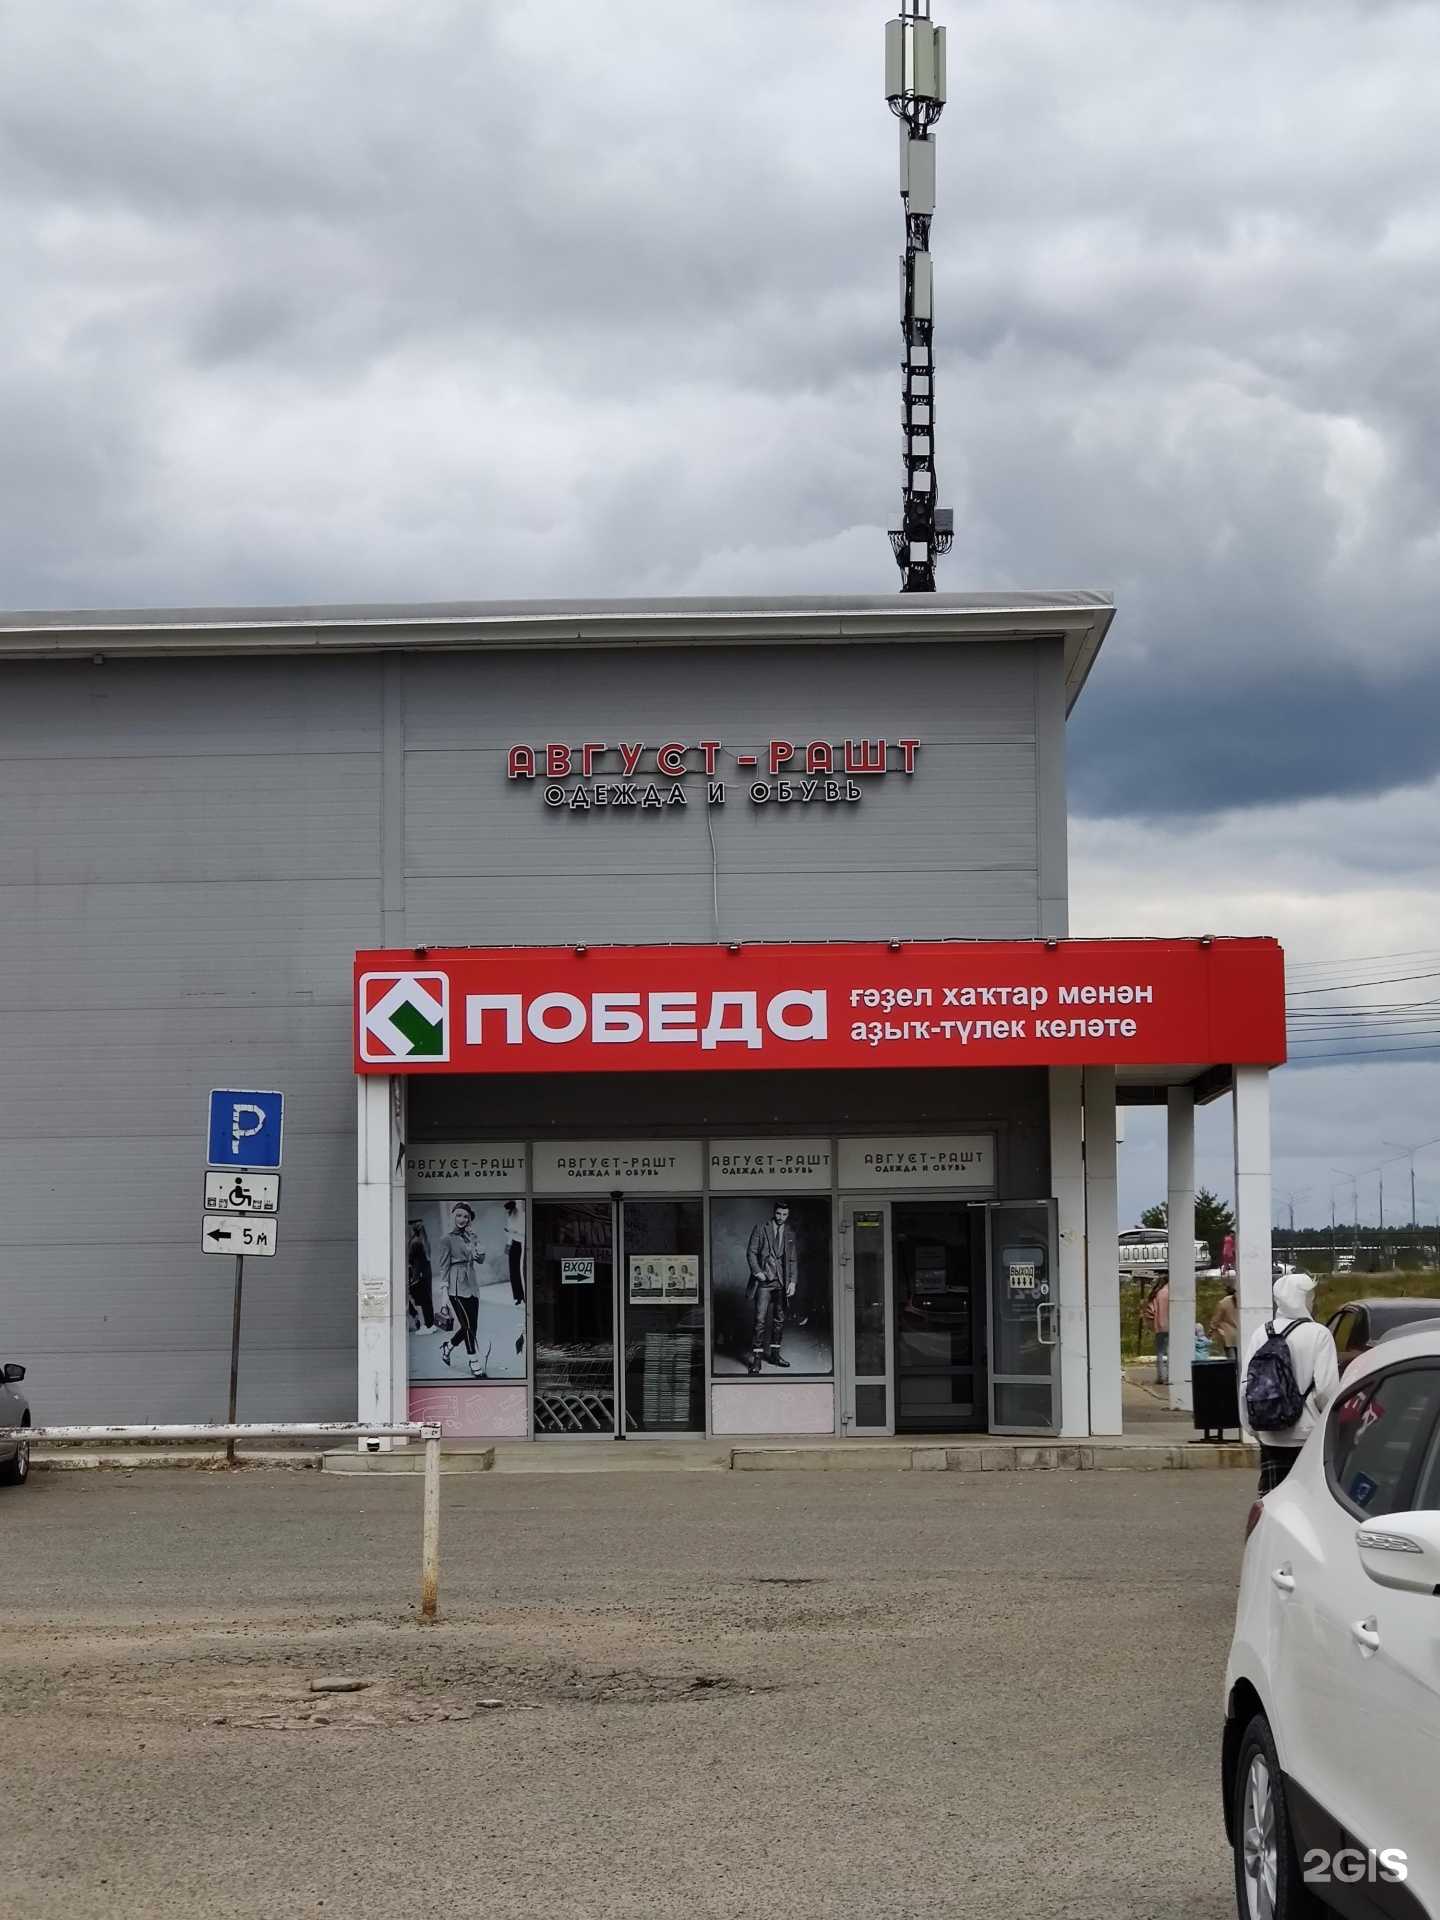 АВГУСТ-РАШТ
ОДЕЖДА И ОБУВЬ
ПОБЕДА
ғәҙел хаҡтар менән
аҙыҡ-түлек келәте
P
5 м
АВГУСТ-РАШТ
ОДЕЖДА И ОБУВЬ
АВГУСТ-РАШТ
ОДЕЖДА И ОБУВЬ
АВГУСТ-РАШТ
ОДЕЖДА И ОБУВЬ
АВГУСТ-РАШТ
ОДЕЖДА И ОБУВЬ
ВХОД
ВЫХОД
2GIS